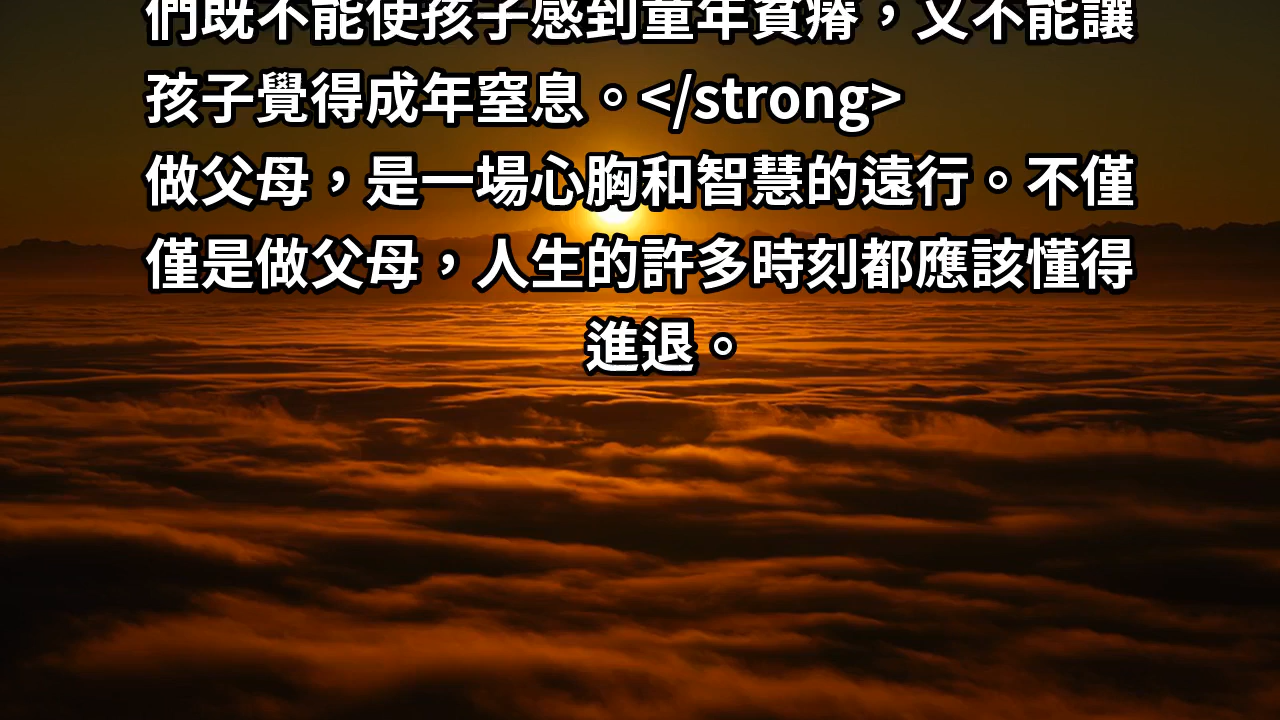 們既不能使孩子感到童年貧瘠，又不能讓
孩子覺得成年窒息。</strong>
做父母，是一場心胸和智慧的遠行。不僅
僅是做父母，人生的許多時刻都應該懂得
進退。